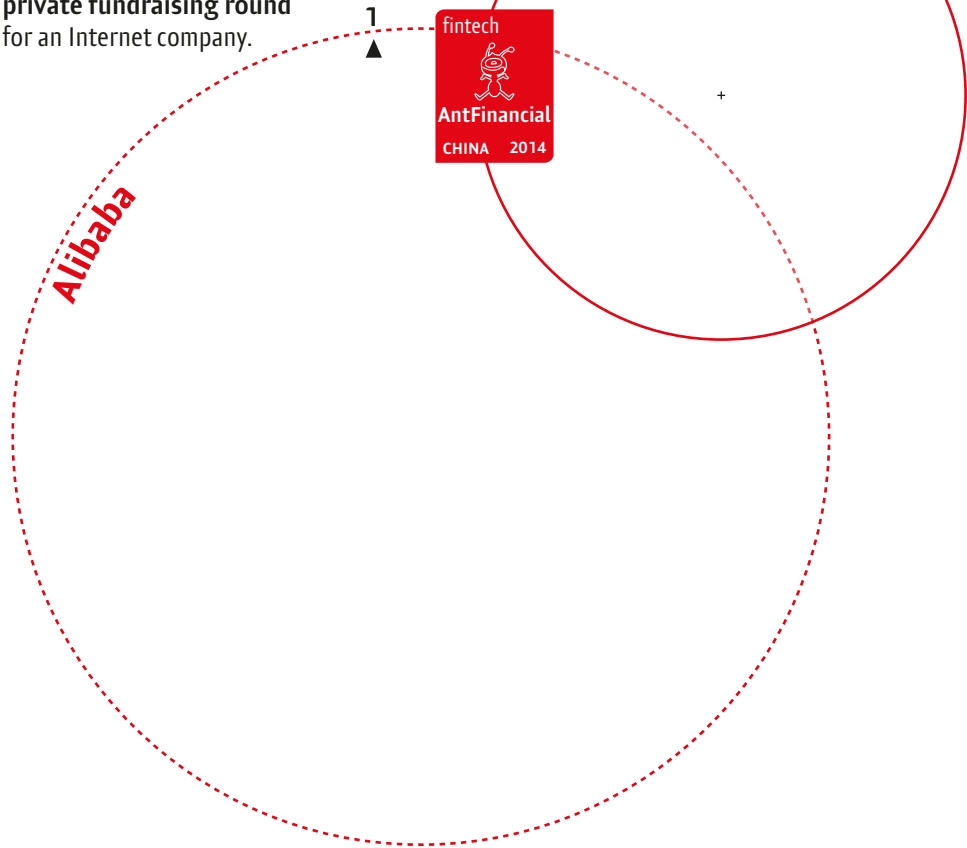 private fundraising round
for an Internet company.
1
fintech
AntFinancial
CHINA 2014
Alibaba